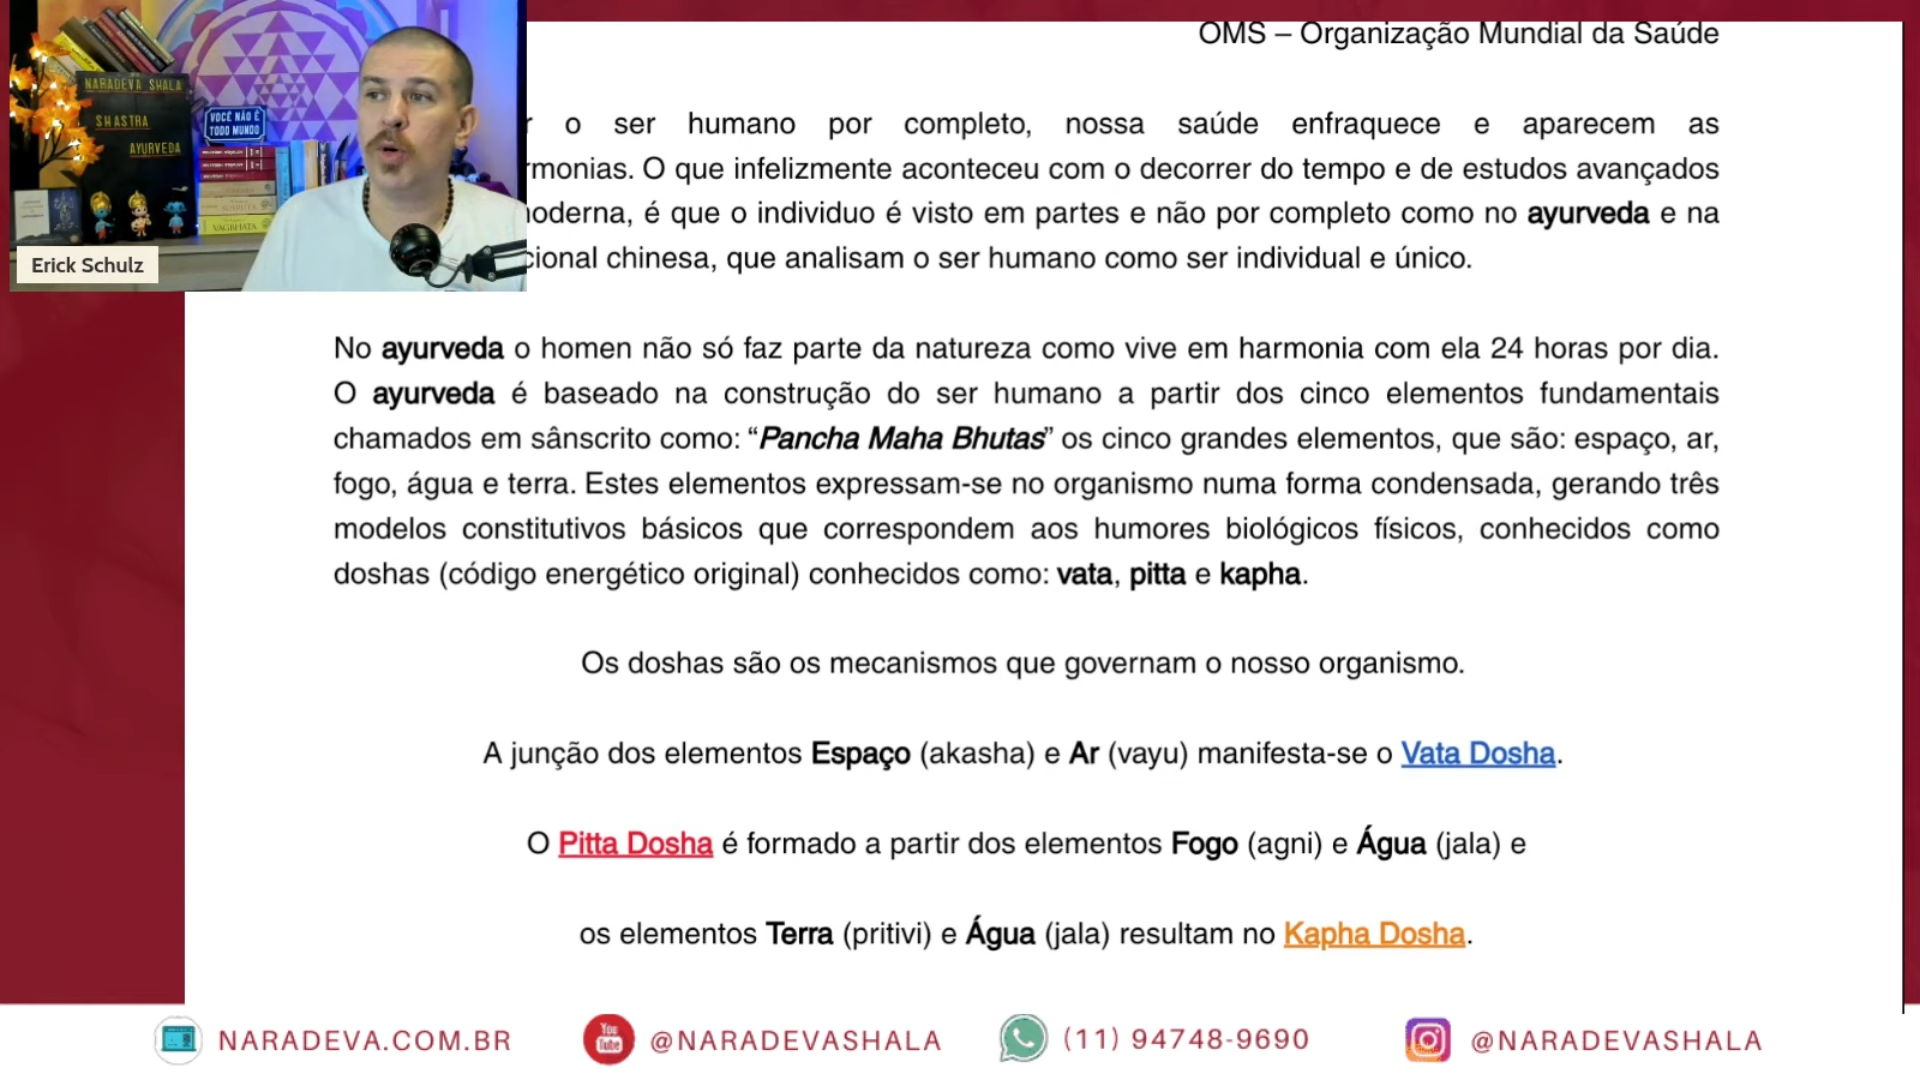 OMS – Organização Mundial da Saúde
NARADEVA SHALA
SHASTRA
AYURVEDA
VOCÊ NÃO É
TODO MUNDO
VAGBHATA
Erick Schulz
r o ser humano por completo, nossa saúde enfraquece e aparecem as
rmonias. O que infelizmente aconteceu com o decorrer do tempo e de estudos avançados
moderna, é que o individuo é visto em partes e não por completo como no ayurveda e na
cional chinesa, que analisam o ser humano como ser individual e único.
No ayurveda o homen não só faz parte da natureza como vive em harmonia com ela 24 horas por dia.
O ayurveda é baseado na construção do ser humano a partir dos cinco elementos fundamentais
chamados em sânscrito como: “Pancha Maha Bhutas” os cinco grandes elementos, que são: espaço, ar,
fogo, água e terra. Estes elementos expressam-se no organismo numa forma condensada, gerando três
modelos constitutivos básicos que correspondem aos humores biológicos físicos, conhecidos como
doshas (código energético original) conhecidos como: vata, pitta e kapha.
Os doshas são os mecanismos que governam o nosso organismo.
A junção dos elementos Espaço (akasha) e Ar (vayu) manifesta-se o Vata Dosha.
O Pitta Dosha é formado a partir dos elementos Fogo (agni) e Água (jala) e
os elementos Terra (pritivi) e Água (jala) resultam no Kapha Dosha.
NARADEVA.COM.BR
You
Tube
@NARADEVASHALA
(11) 94748-9690
@NARADEVASHALA